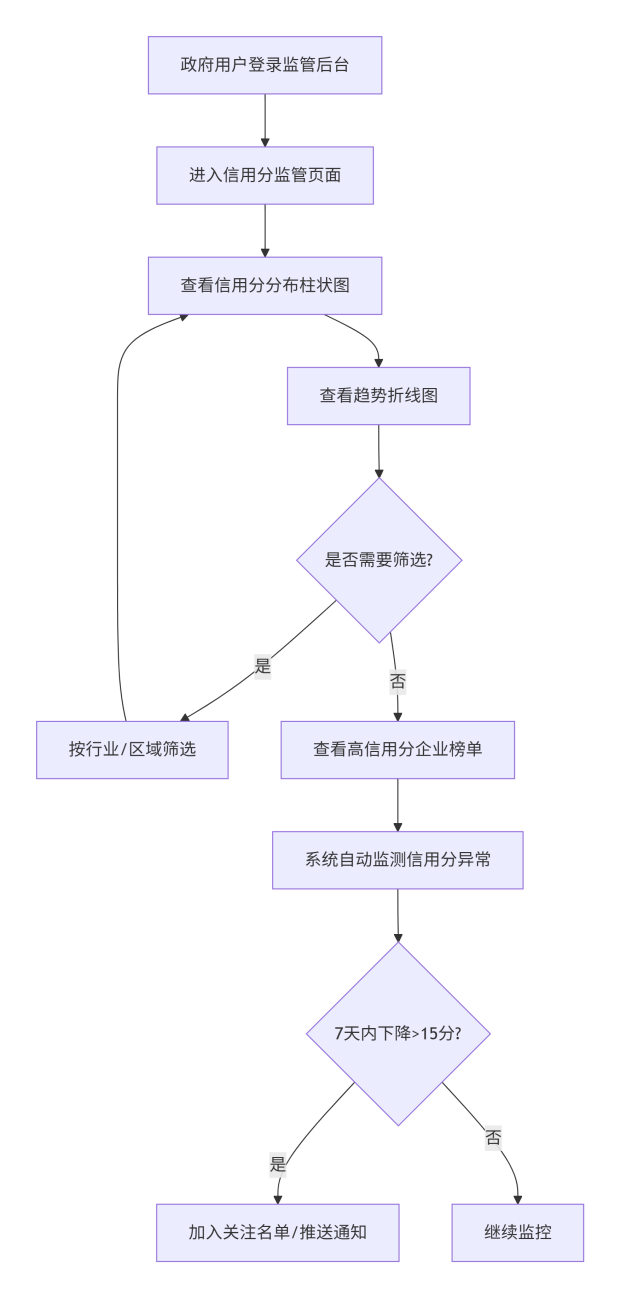 政府用户登录监管后台
进入信用分监管页面
查看信用分分布柱状图
查看趋势折线图
是否需要筛选?
是
否
按行业/区域筛选
查看高信用分企业榜单
系统自动监测信用分异常
7天内下降>15分?
否
是
加入关注名单/推送通知
继续监控